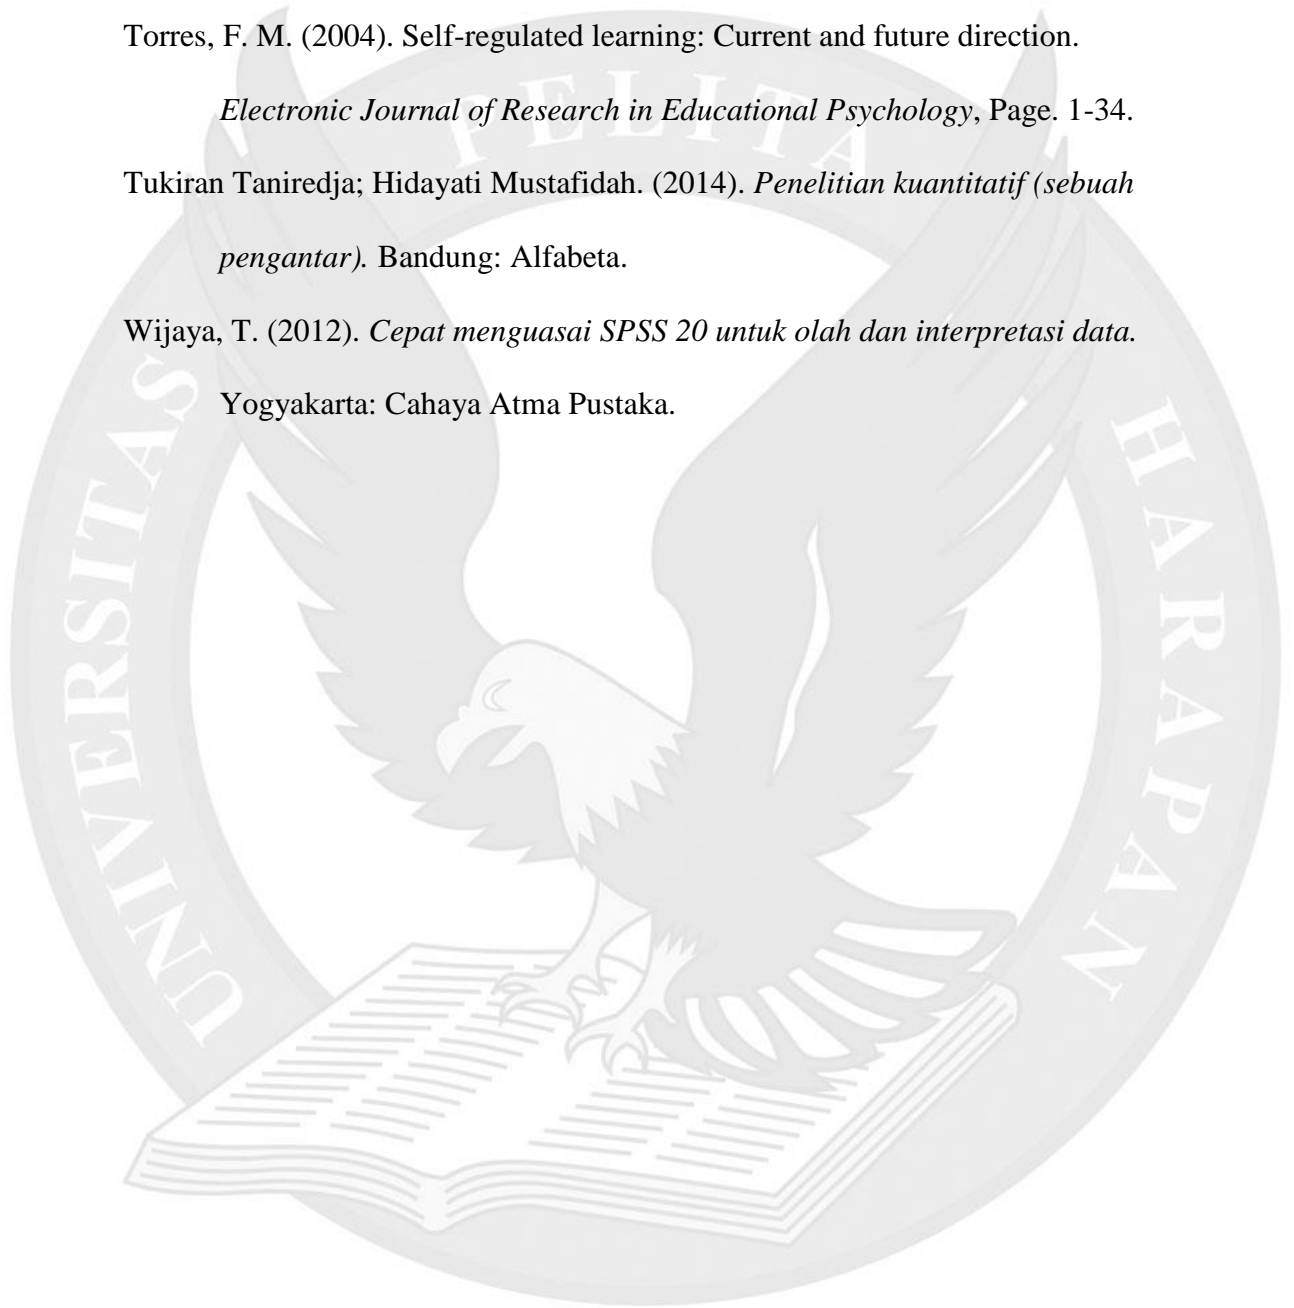 Torres, F. M. (2004). Self-regulated learning: Current and future direction.
Electronic Journal of Research in Educational Psychology, Page. 1-34.
Tukiran Taniredja; Hidayati Mustafidah. (2014). Penelitian kuantitatif (sebuah
pengantar). Bandung: Alfabeta.
Wijaya, T. (2012). Cepat menguasai SPSS 20 untuk olah dan interpretasi data.
Yogyakarta: Cahaya Atma Pustaka.
UNIVERSITAS PELITA HARAPAN